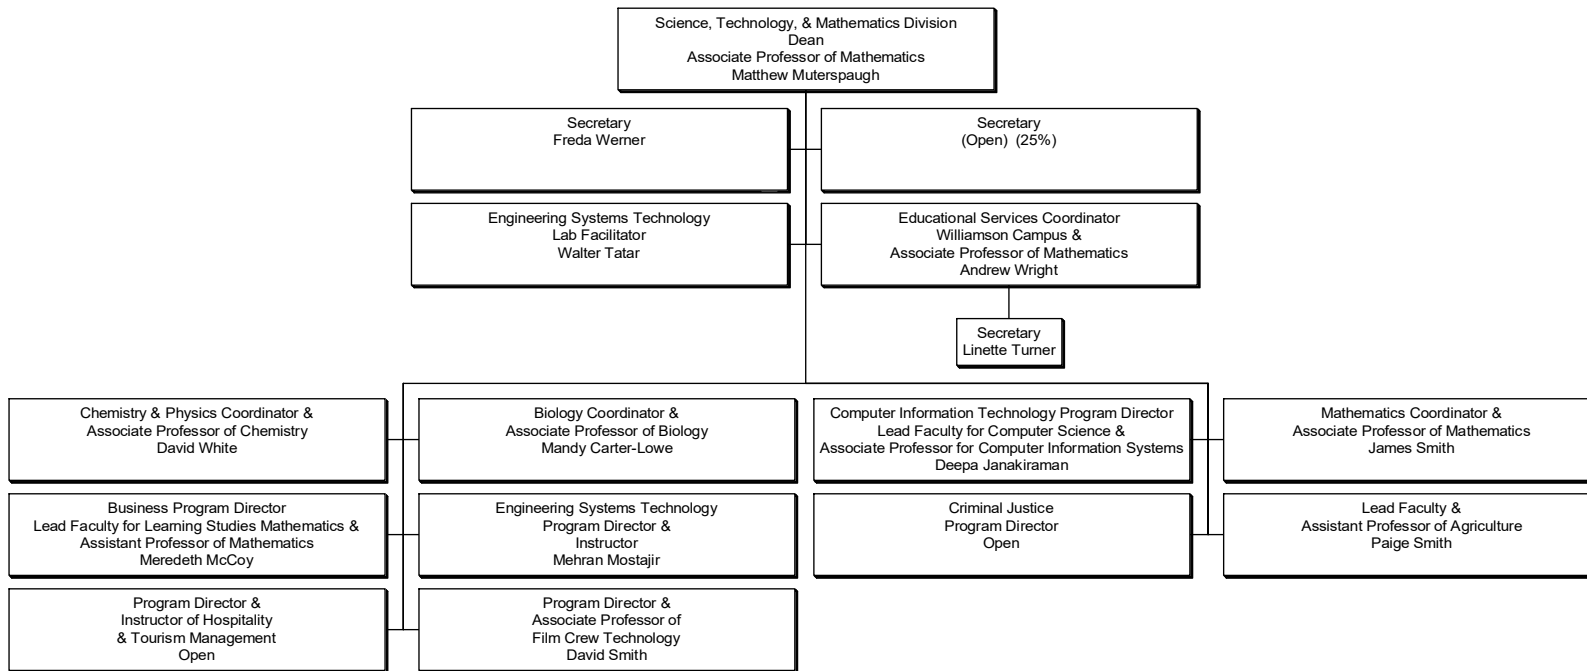 Science, Technology, & Mathematics Division
Dean
Associate Professor of Mathematics
Matthew Muterspaugh
Secretary
Freda Werner
Secretary
(Open) (25%)
Engineering Systems Technology
Lab Facilitator
Walter Tatar
Educational Services Coordinator
Williamson Campus &
Associate Professor of Mathematics
Andrew Wright
Secretary
Linette Turner
Chemistry & Physics Coordinator &
Associate Professor of Chemistry
David White
Biology Coordinator &
Associate Professor of Biology
Mandy Carter-Lowe
Computer Information Technology Program Director
Lead Faculty for Computer Science &
Associate Professor for Computer Information Systems
Deepa Janakiraman
Mathematics Coordinator &
Associate Professor of Mathematics
James Smith
Business Program Director
Lead Faculty for Learning Studies Mathematics &
Assistant Professor of Mathematics
Meredeth McCoy
Engineering Systems Technology
Program Director &
Instructor
Mehran Mostajir
Criminal Justice
Program Director
Open
Lead Faculty &
Assistant Professor of Agriculture
Paige Smith
Program Director &
Instructor of Hospitality
& Tourism Management
Open
Program Director &
Associate Professor of
Film Crew Technology
David Smith